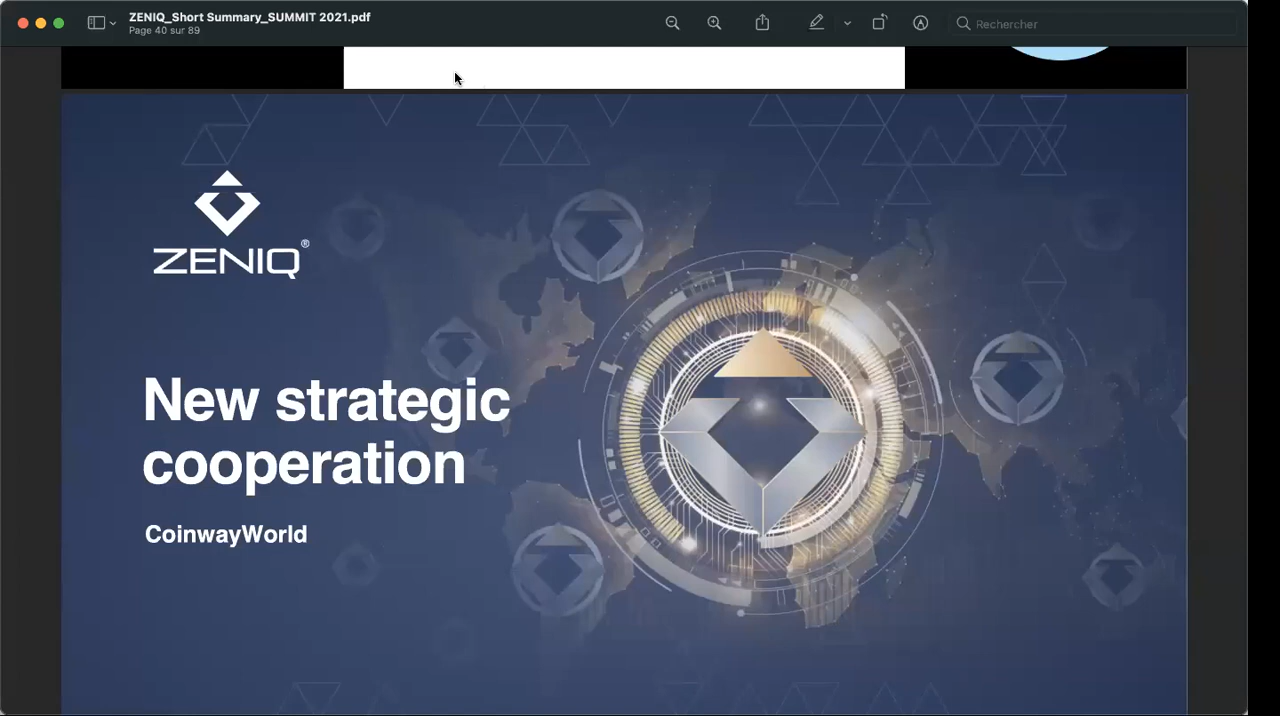 ZENIQ_Short Summary_SUMMIT 2021.pdf
Page 40 sur 89
Rechercher
ZENIQ®
New strategic
cooperation
CoinwayWorld